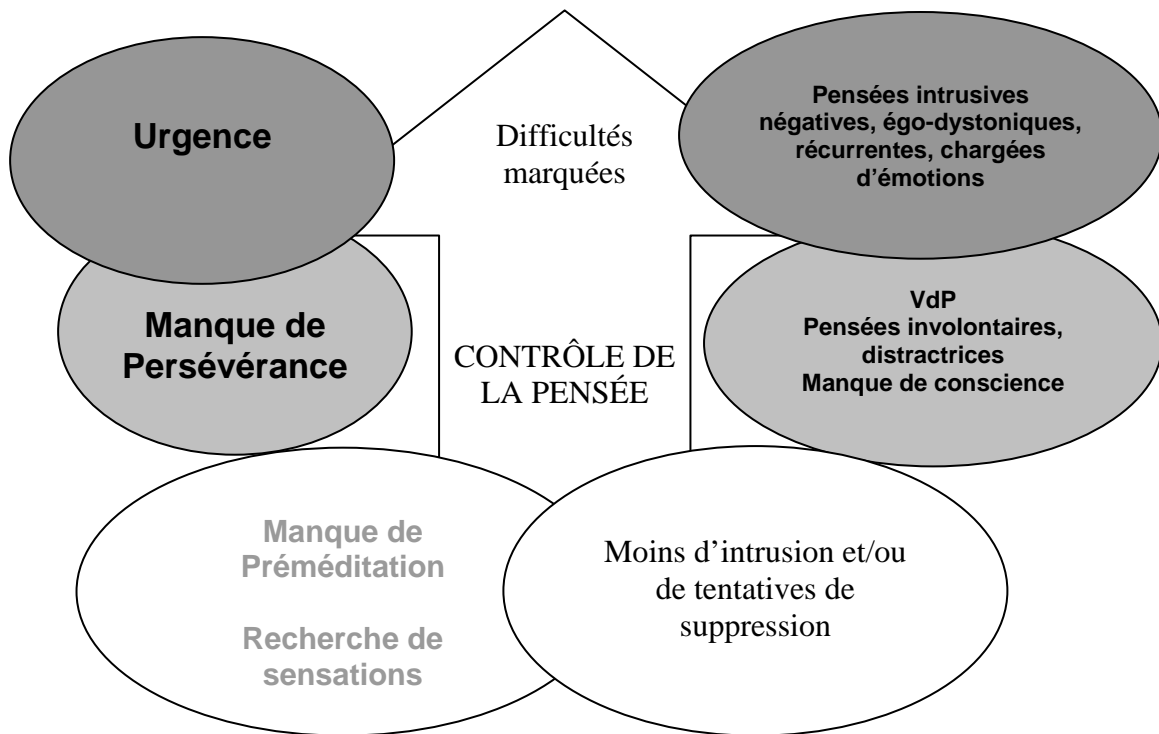 Urgence
Difficultés
marquées
Pensées intrusives
négatives, égo-dystoniques,
récurrentes, chargées
d’émotions
Manque de
Persévérance
CONTRÔLE DE
LA PENSÉE
VdP
Pensées involontaires,
distractrices
Manque de conscience
Manque de
Préméditation
Recherche de
sensations
Moins d’intrusion et/ou
de tentatives de
suppression